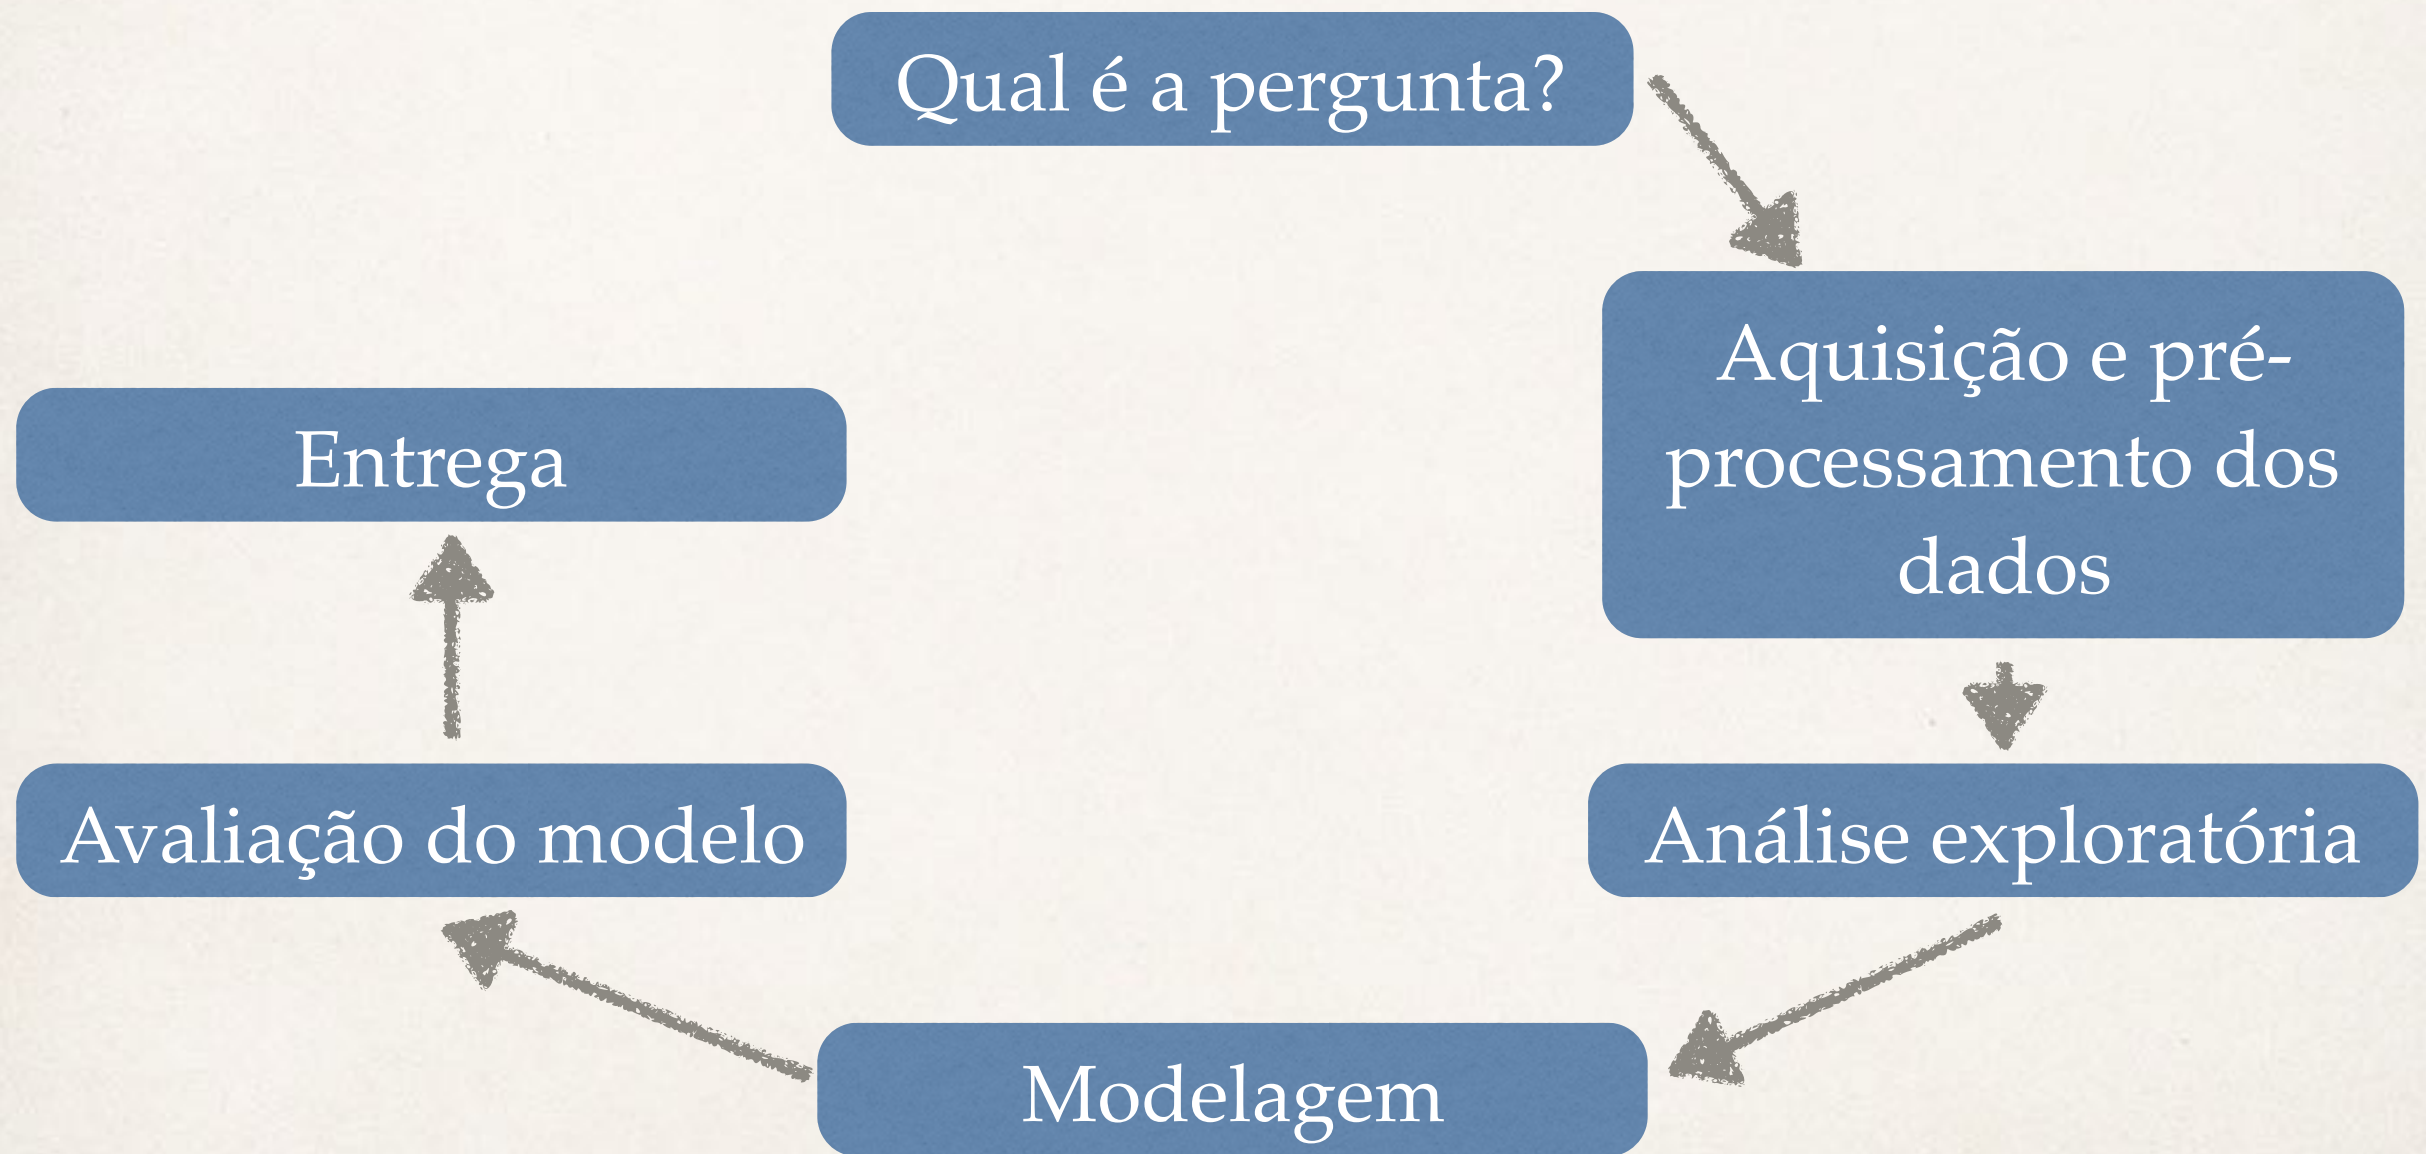 Qual é a pergunta?
Aquisição e pré-
processamento dos
dados
Análise exploratória
Modelagem
Avaliação do modelo
Entrega